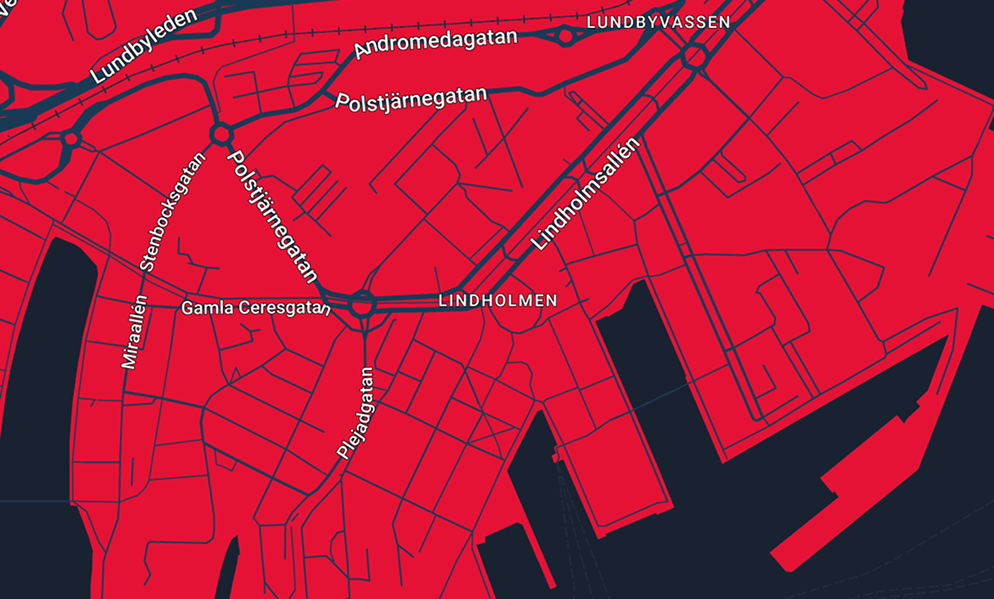 LUNDBYVASSEN
Lundbyleden
Andromedagatan
Polstjärnegatan
Lindholmsallén
Polstjärnegatan
Stenbocksgatan
LINDHOLMEN
Gamla Ceresgatan
Miraallén
Plejadgatan